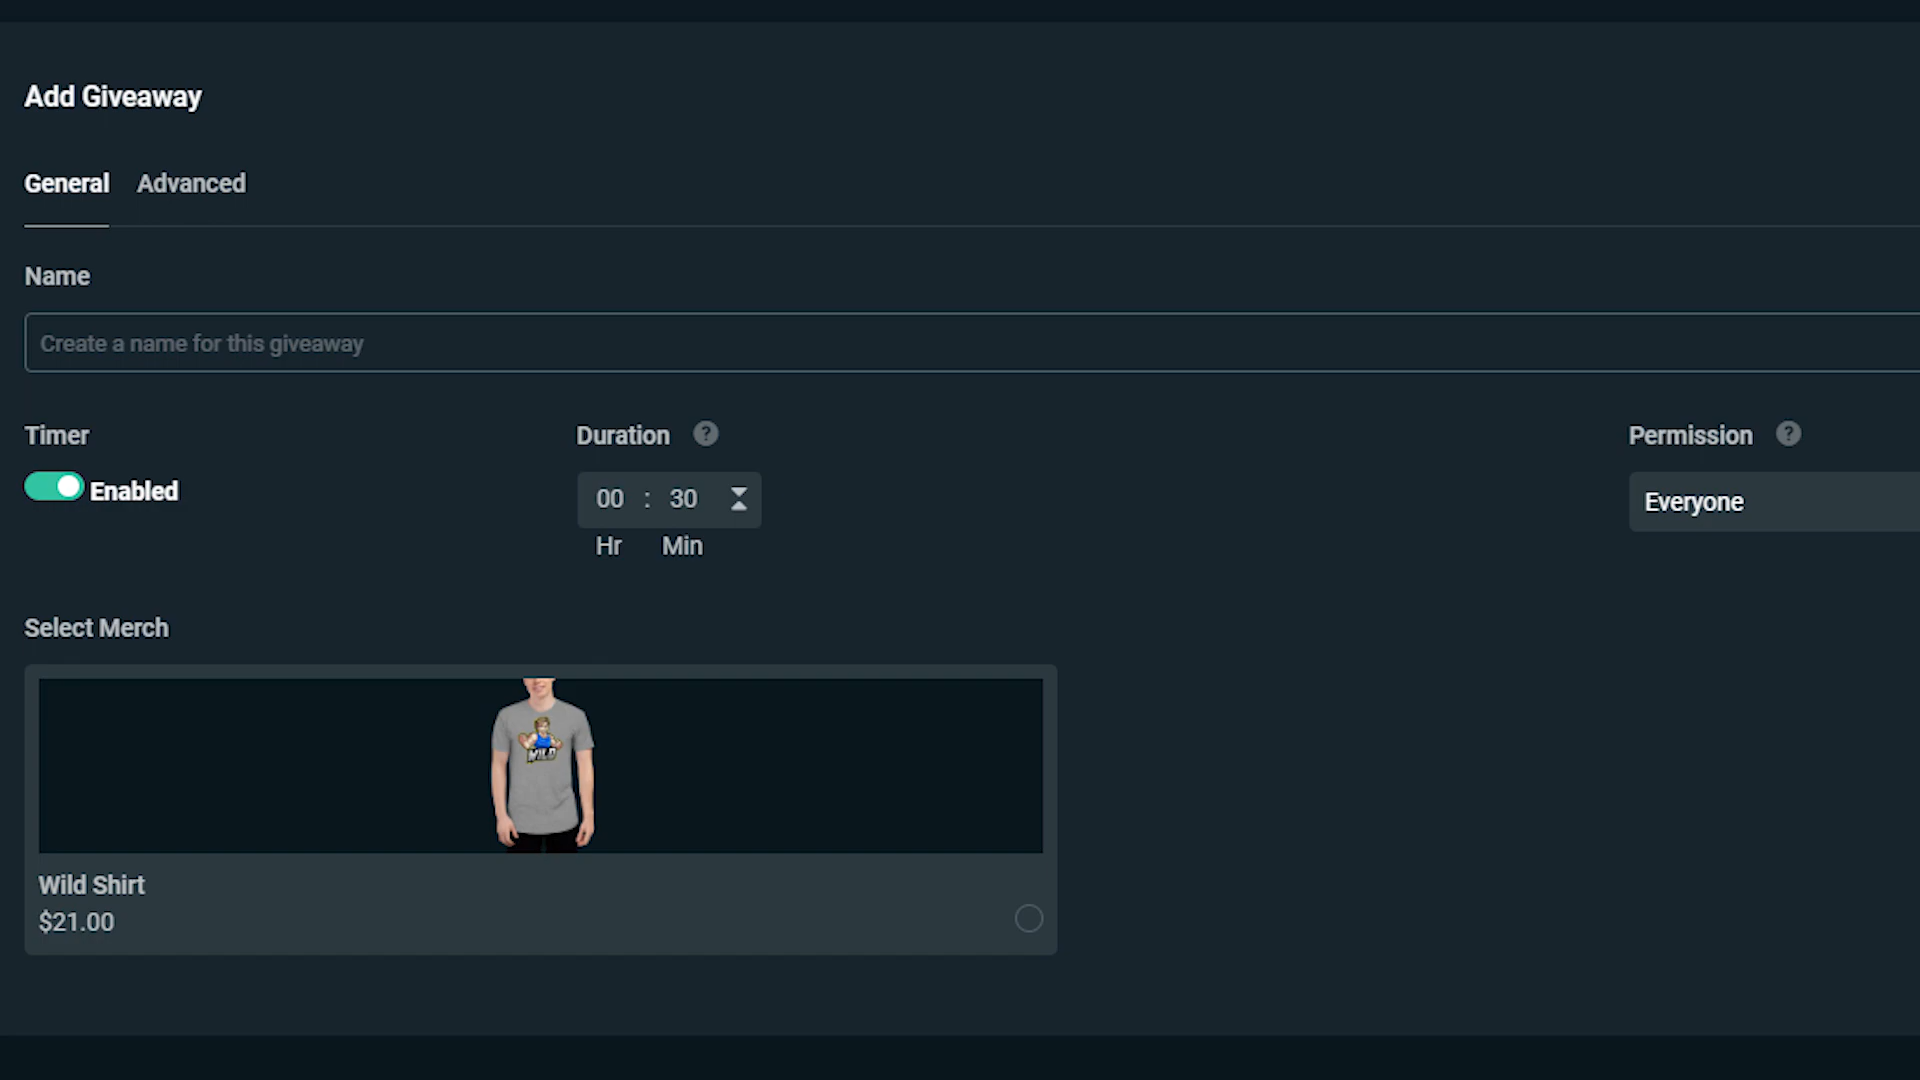 Add Giveaway
General Advanced
Name
Create a name for this giveaway
Timer Duration ? Permission ?
Enabled 00 : 30 Everyone
Hr Min
Select Merch
WILD
Wild Shirt
$21.00